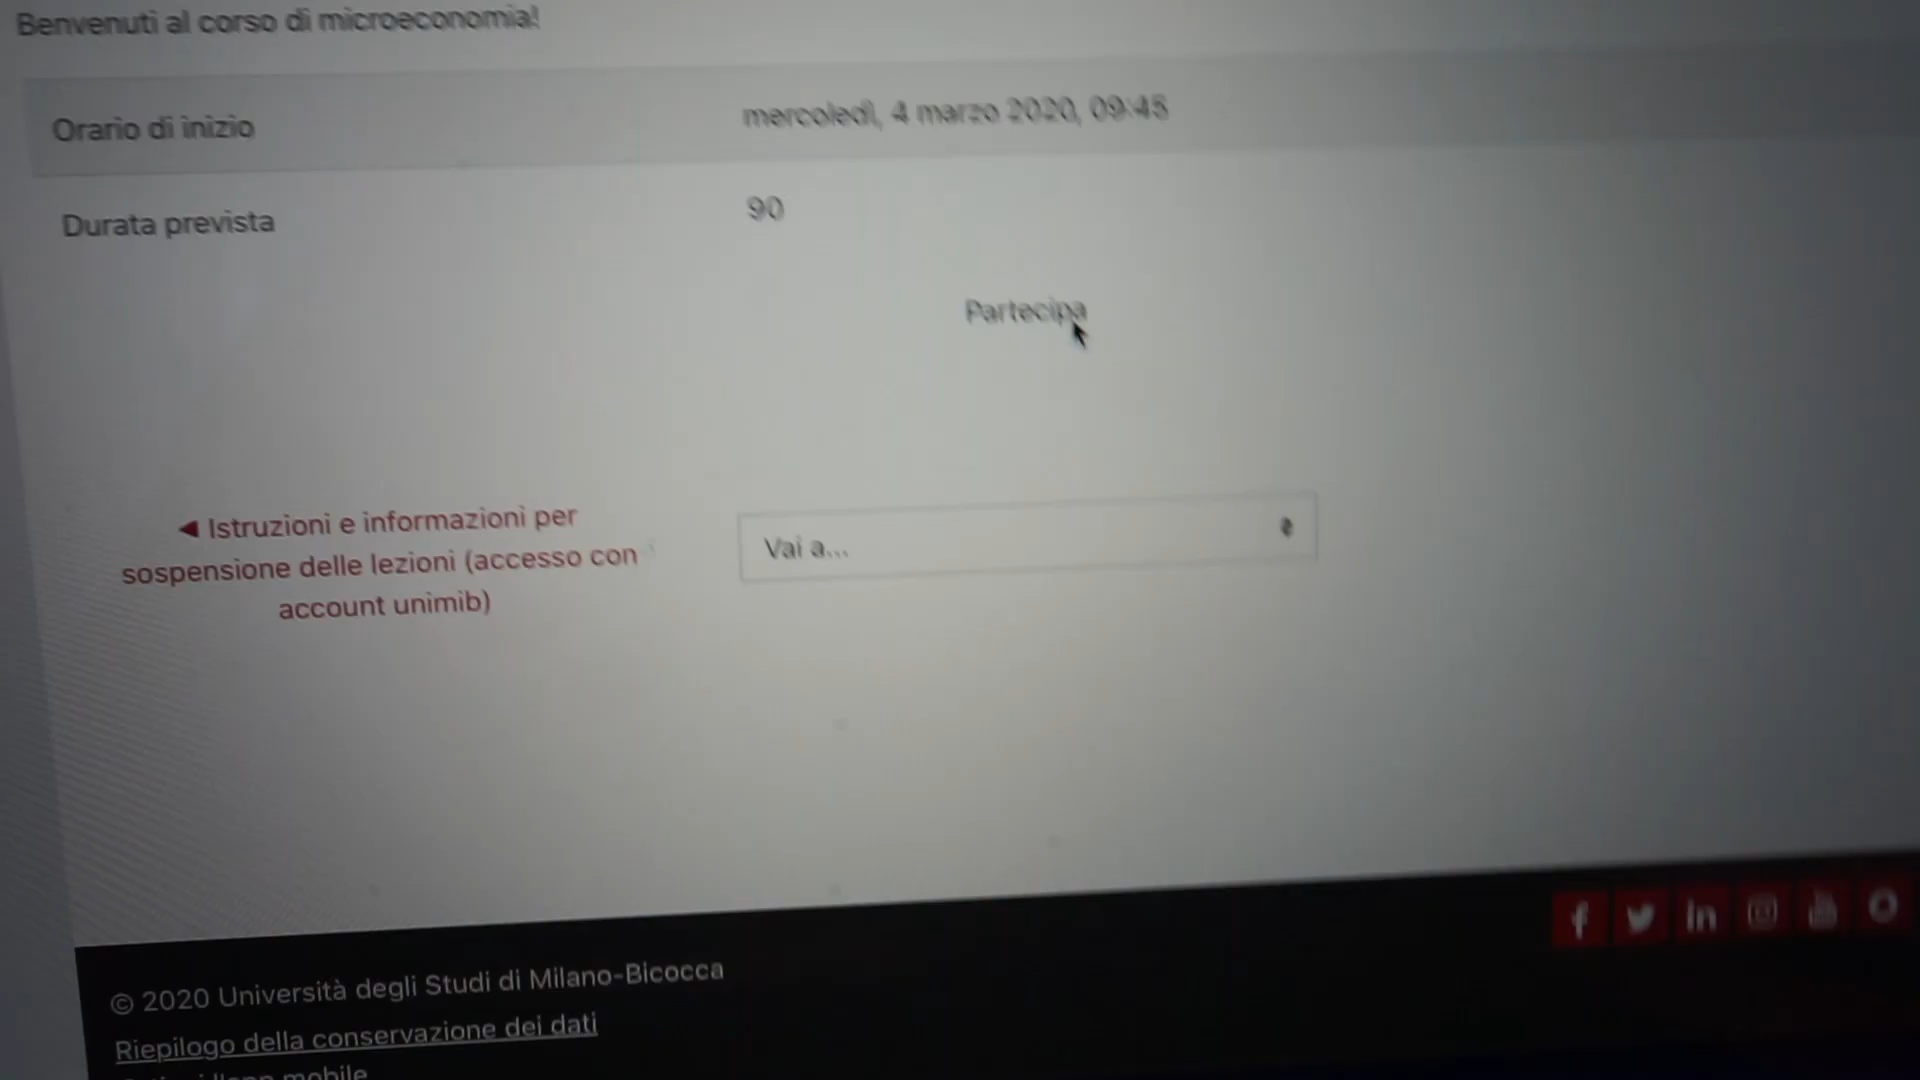 Benvenuti al corso di microeconomia!
Orario di inizio
mercoledì, 4 marzo 2020, 09:45
Durata prevista
90
Partecipa
◄ Istruzioni e informazioni per
sospensione delle lezioni (accesso con
account unimib)
Vai a...
© 2020 Università degli Studi di Milano-Bicocca
Riepilogo della conservazione dei dati
mobile